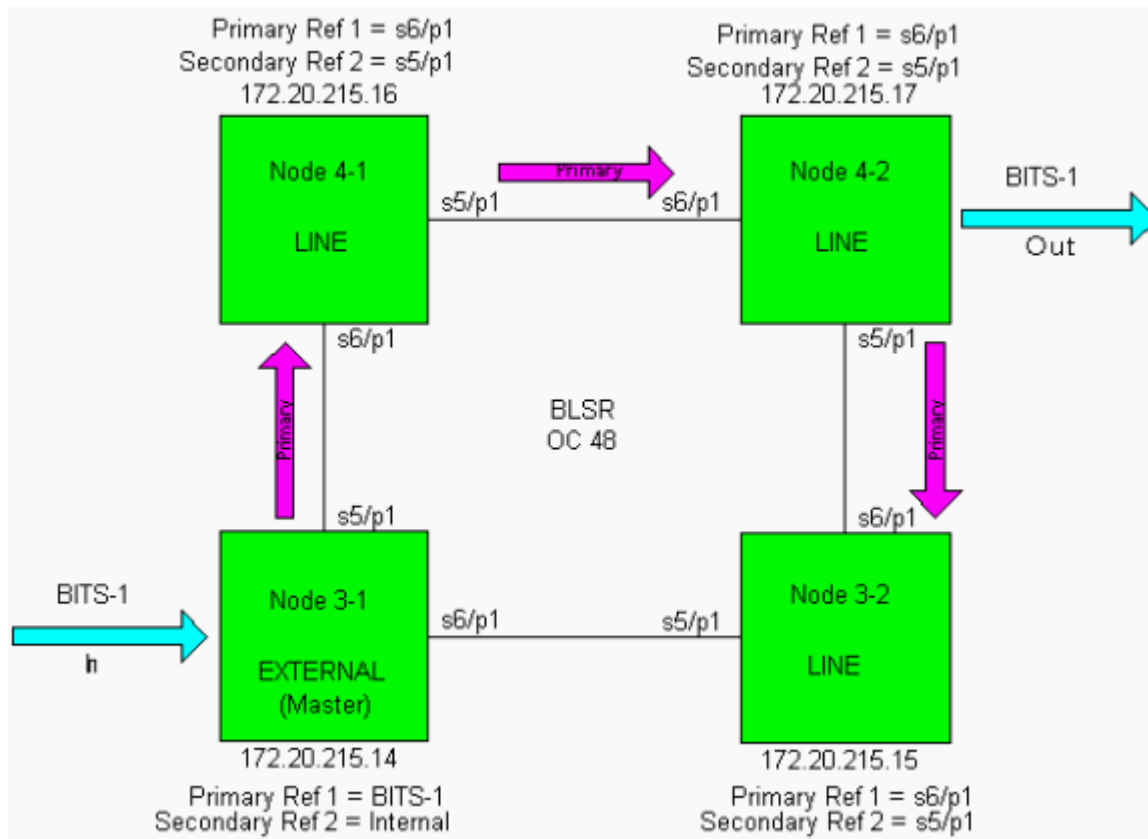 Primary Ref 1 = s6/p1
Secondary Ref 2 = s5/p1
172.20.215.16
Primary Ref 1 = s6/p1
Secondary Ref 2 = s5/p1
172.20.215.17
Node 4-1
LINE
s5/p1
Primary
s6/p1
Node 4-2
LINE
BITS-1
Out
s6/p1
s5/p1
Primary
BLSR
OC 48
Primary
s5/p1
s6/p1
BITS-1
In
Node 3-1
EXTERNAL
(Master)
s6/p1
s5/p1
Node 3-2
LINE
172.20.215.14
Primary Ref 1 = BITS-1
Secondary Ref 2 = Internal
172.20.215.15
Primary Ref 1 = s6/p1
Secondary Ref 2 = s5/p1